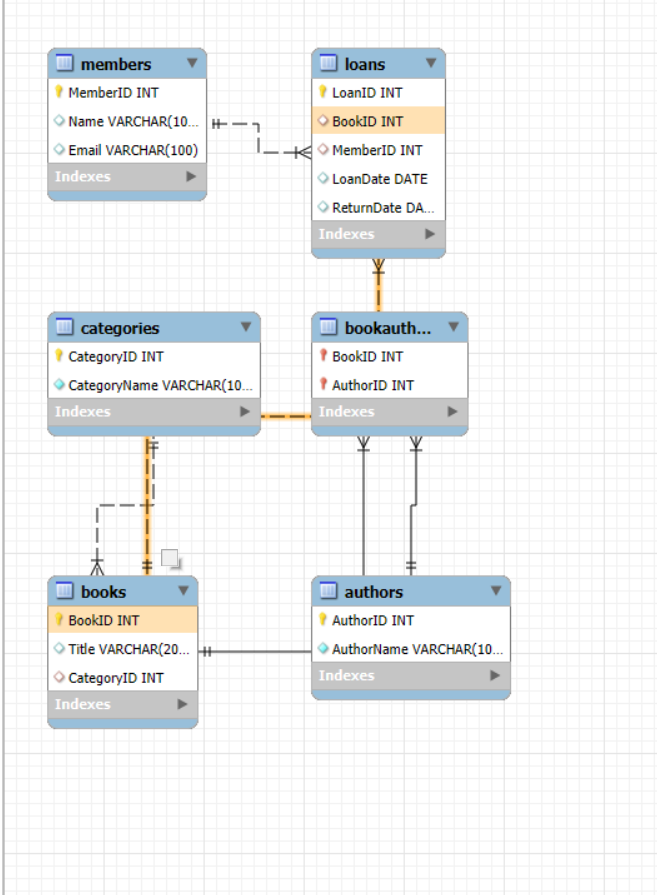 members
MemberID INT
Name VARCHAR(10...
Email VARCHAR(100)
Indexes
loans
LoanID INT
BookID INT
MemberID INT
LoanDate DATE
ReturnDate DA...
Indexes
categories
CategoryID INT
CategoryName VARCHAR(10...
Indexes
bookauth...
BookID INT
AuthorID INT
Indexes
books
BookID INT
Title VARCHAR(20...
CategoryID INT
Indexes
authors
AuthorID INT
AuthorName VARCHAR(10...
Indexes